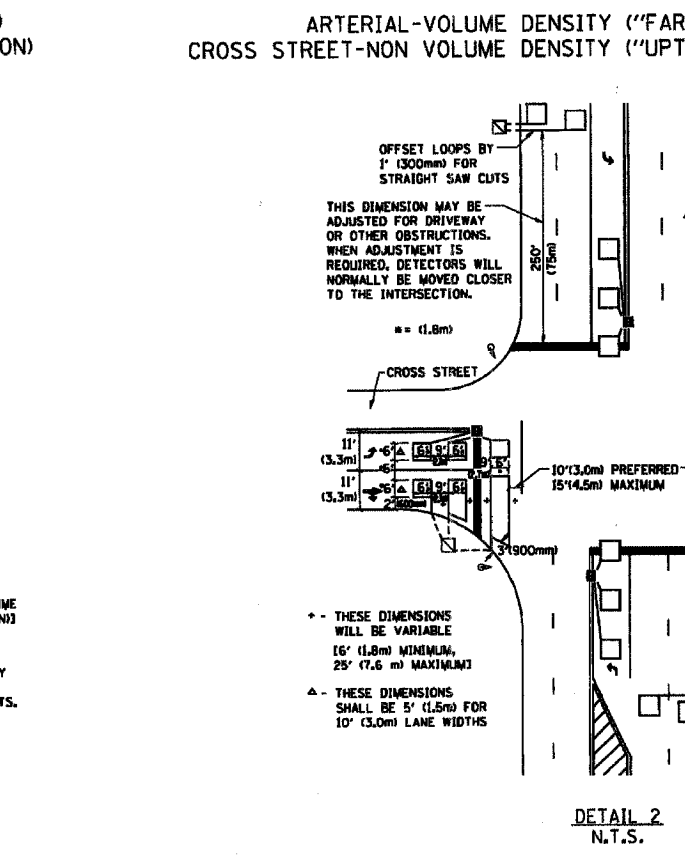 )
ON)
ARTERIAL-VOLUME DENSITY ("FAR
CROSS STREET-NON VOLUME DENSITY ("UPT
OFFSET LOOPS BY
1' (300mm) FOR
STRAIGHT SAW CUTS
THIS DIMENSION MAY BE
ADJUSTED FOR DRIVEWAY
OR OTHER OBSTRUCTIONS.
WHEN ADJUSTMENT IS
REQUIRED, DETECTORS WILL
NORMALLY BE MOVED CLOSER
TO THE INTERSECTION.
250'
(75m)
= (1.8m)
CROSS STREET
11'
(3.3m)
6'
9'
6'
6'
11'
(3.3m)
6'
9'
2'
10'(3.0m) PREFERRED
15'(4.5m) MAXIMUM
3'(900mm)
+ - THESE DIMENSIONS
WILL BE VARIABLE
[6' (1.8m) MINIMUM,
25' (7.6 m) MAXIMUM]
△ - THESE DIMENSIONS
SHALL BE 5' (1.5m) FOR
10' (3.0m) LANE WIDTHS
ME
N)]
Y
TS.
DETAIL 2
N.T.S.